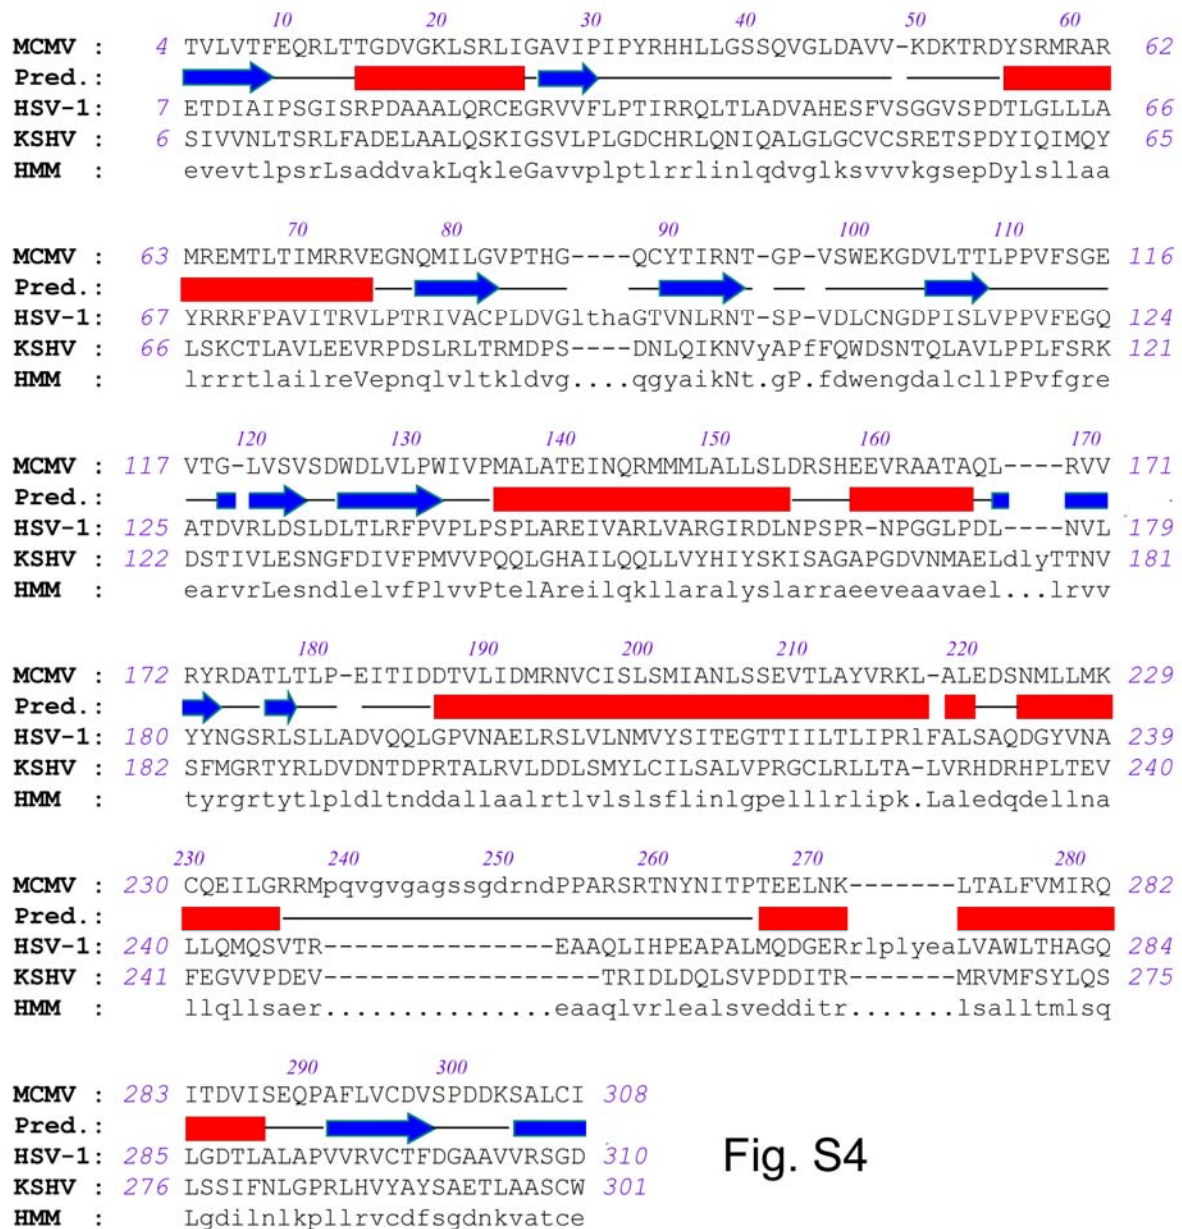 10 20 30 40 50 60
MCMV : 4 TVLVTFEQRLTTGDVGKLSRLIGAVIPIPYRHHLLGSSQVGLDAVV-KDKTRDYSRMRAR 62
Pred.:
HSV-1: 7 ETDIAIPSGISRPDAAALQRCEGRVVFLPTIRRQLTLADVAHESFVSGGVSPDTLGLLLA 66
KSHV : 6 SIVVNLTSRLFADELAALQSKIGSVLPLGDCHRLQNIQALGLGCVCSRETSPDYIQIMQY 65
HMM : evevtlpsrLsaddvakLqkleGavvplptlrrlinlqdvglksvvvkgsepDylsllaa
70 80 90 100 110
MCMV : 63 MREMTLTIMRRVEGNQMILGVPTHG----QCYTIRNT-GP-VSWEKGDVLTTLPPVFSGE 116
Pred.:
HSV-1: 67 YRRRFPAVITRVLPTRIVACPLDVGlthaGTVNLRNT-SP-VDLCNGDPISLVPPVFEGQ 124
KSHV : 66 LSKCTLAVLEEVRPDSLRLTRMDPS----DNLQIKNVyAPfFQWDSNTQLAVLPPLFSRK 121
HMM : lrrrtlailreVepnqlvltkldvg....qgyaikNt.gP.fdwengdalcllPPvfgre
120 130 140 150 160 170
MCMV : 117 VTG-LVSVSDWDLVLPWIVPMALATEINQRMMMLALLSLDRSHEEVRAATAQL----RVV 171
Pred.:
HSV-1: 125 ATDVRLDSLDLTLRFPVPLPSPLAREIVARLVARGIRDLNPSPR-NPGGLPDL----NVL 179
KSHV : 122 DSTIVLESNGFDIVFPMVVPQQLGHAILQQLLVYHIYSKISAGAPGDVNMAELdlyTTNV 181
HMM : earvrLesndlelvfPlvvPtelAreilqkllaralyslarraeeveaavael...lrvv
180 190 200 210 220
MCMV : 172 RYRDATLTLP-EITIDDTVLIDMRNVCISLSMIANLSSEVTLAYVRKL-ALEDSNMLLMK 229
Pred.:
HSV-1: 180 YYNGSRLSLLADVQQLGPVNAELRSLVLNMVYSITEGTTIILTLIPRlFALSAQDGYVNA 239
KSHV : 182 SFMGRTYRLDVDNTDPRTALRVLDDLSMYLCILSALVPRGCLRLLTA-LVRHDRHPLTEV 240
HMM : tyrgrtytlpldltnddallaalrtlvlslsflinlgpelllrlipk.Laledqdellna
230 240 250 260 270 280
MCMV : 230 CQEILGRRMpqvgvgagssgdrndPPARSRTNYNITPTEELNK-------LTALFVMIRQ 282
Pred.:
HSV-1: 240 LLQMQSVTR---------------EAAQLIHPEAPALMQDGERrlplyeaLVAWLTHAGQ 284
KSHV : 241 FEGVVPDEV------------------TRIDLDQLSVPDDITR-------MRVMFSYLQS 275
HMM : llqllsaer...............eaaqlvrlealsvedditr.......lsalltmlsq
290 300
MCMV : 283 ITDVISEQPAFLVCDVSPDDKSALCI 308
Pred.:
HSV-1: 285 LGDTLALAPVVRVCTFDGAAVVRSGD 310
KSHV : 276 LSSIFNLGPRLHVYAYSAETLAASCW 301
HMM : Lgdilnlkpllrvcdfsgdnkvatce
Fig. S4